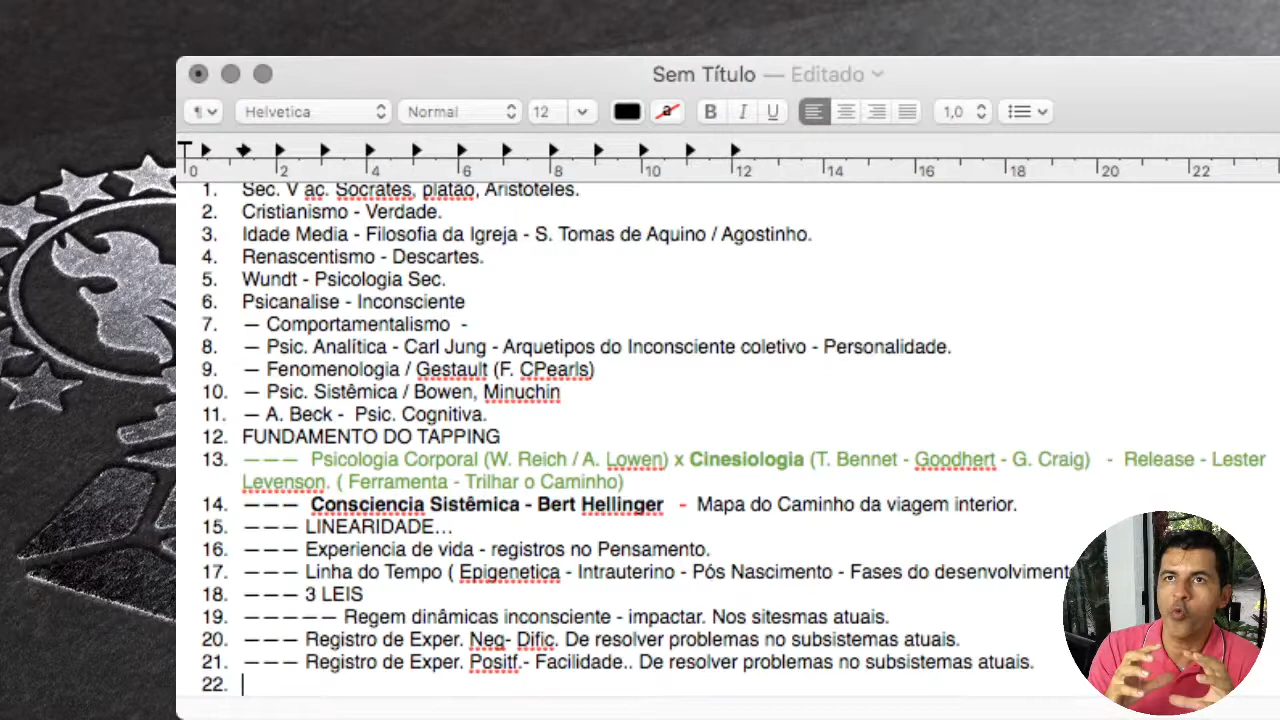 Sem Título — Editado
¶ Helvetica Normal 12 a B I U 1,0
0 2 4 6 8 10 12 14 16 18 20 22
1. Sec. V ac. Socrates, platao, Aristoteles.
2. Cristianismo - Verdade.
3. Idade Media - Filosofia da Igreja - S. Tomas de Aquino / Agostinho.
4. Renascentismo - Descartes.
5. Wundt - Psicologia Sec.
6. Psicanalise - Inconsciente
7. — Comportamentalismo -
8. — Psic. Analítica - Carl Jung - Arquetipos do Inconsciente coletivo - Personalidade.
9. — Fenomenologia / Gestault (F. CPearls)
10. — Psic. Sistêmica / Bowen, Minuchin
11. — A. Beck - Psic. Cognitiva.
12. FUNDAMENTO DO TAPPING
13. ——— Psicologia Corporal (W. Reich / A. Lowen) x Cinesiologia (T. Bennet - Goodhert - G. Craig) - Release - Lester
Levenson. ( Ferramenta - Trilhar o Caminho)
14. ——— Consciencia Sistêmica - Bert Hellinger - Mapa do Caminho da viagem interior.
15. ——— LINEARIDADE…
16. ——— Experiencia de vida - registros no Pensamento.
17. ——— Linha do Tempo ( Epigenetica - Intrauterino - Pós Nascimento - Fases do desenvolviment
18. ——— 3 LEIS
19. ————— Regem dinâmicas inconsciente - impactar. Nos sitesmas atuais.
20. ——— Registro de Exper. Neg- Dific. De resolver problemas no subsistemas atuais.
21. ——— Registro de Exper. Positf.- Facilidade.. De resolver problemas no subsistemas atuais.
22.